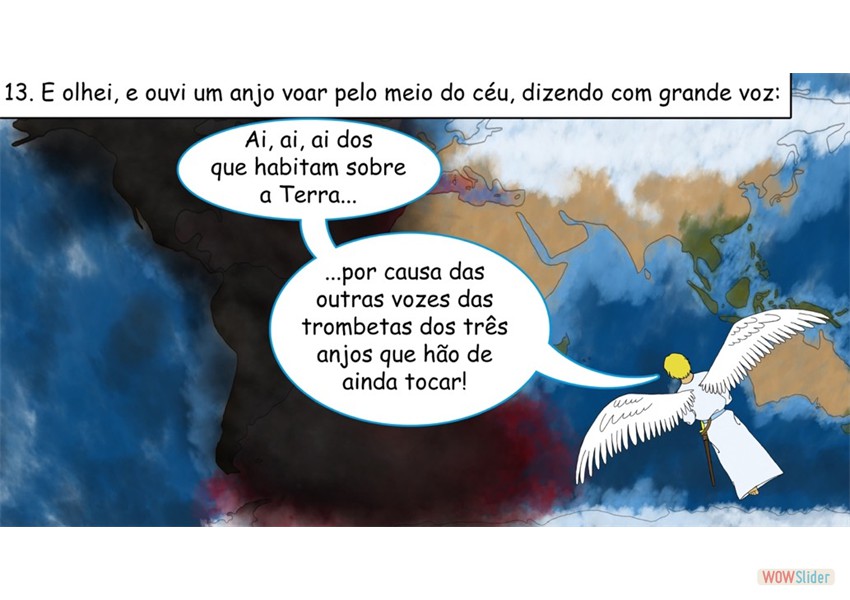 13. E olhei, e ouvi um anjo voar pelo meio do céu, dizendo com grande voz:
Ai, ai, ai dos
que habitam sobre
a Terra...
...por causa das
outras vozes das
trombetas dos três
anjos que hão de
ainda tocar!
WOWSlider